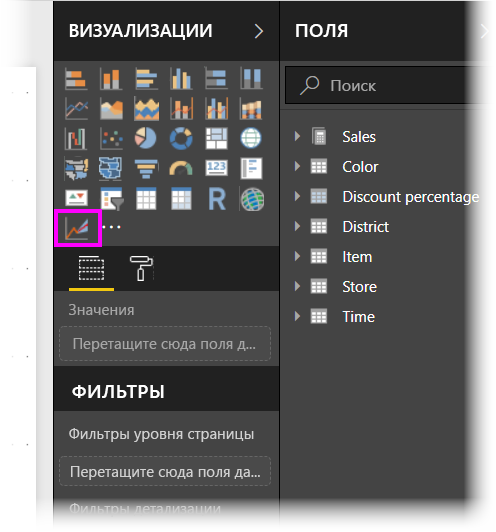 ВИЗУАЛИЗАЦИИ
123
R
Значения
Перетащите сюда поля д...
ФИЛЬТРЫ
Фильтры уровня страницы
Перетащите сюда поля да...
Фильтры детализации
ПОЛЯ
Поиск
Sales
Color
Discount percentage
District
Item
Store
Time